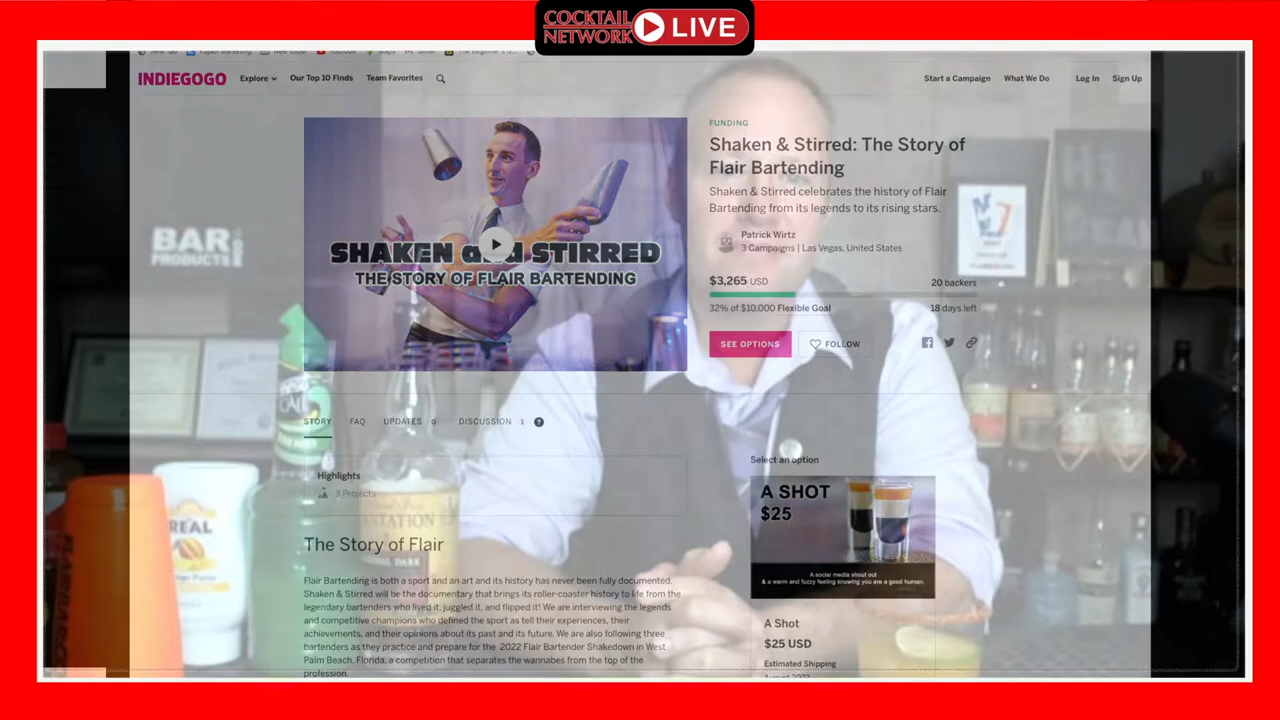 COCKTAIL
NETWORK
LIVE
INDIEGOGO
Explore
Our Top 10 Finds
Team Favorites
Start a Campaign
What We Do
Log In
Sign Up
FUNDING
Shaken & Stirred: The Story of
Flair Bartending
Shaken & Stirred celebrates the history of Flair
Bartending from its legends to its rising stars.
Patrick Wirtz
3 Campaigns | Las Vegas, United States
$3,265 USD
20 backers
32% of $10,000 Flexible Goal
18 days left
SEE OPTIONS
FOLLOW
SHAKEN and STIRRED
THE STORY OF FLAIR BARTENDING
BAR
PRODUCTS
STORY
FAQ
UPDATES 0
DISCUSSION 1 ?
Highlights
3 Projects
The Story of Flair
Flair Bartending is both a sport and an art and its history has never been fully documented.
Shaken & Stirred will be the documentary that brings its roller-coaster history to life from the
legendary bartenders who lived it, juggled it, and flipped it! We are interviewing the legends
and competitive champions who defined the sport as tell their experiences, their
achievements, and their opinions about its past and its future. We are also following three
bartenders as they practice and prepare for the 2022 Flair Bartender Shakedown in West
Palm Beach, Florida, a competition that separates the wannabes from the top of the
profession.
Select an option
A SHOT
$25
A social media shout out
& a warm and fuzzy feeling knowing you are a good human.
A Shot
$25 USD
Estimated Shipping
August 2022
REAL